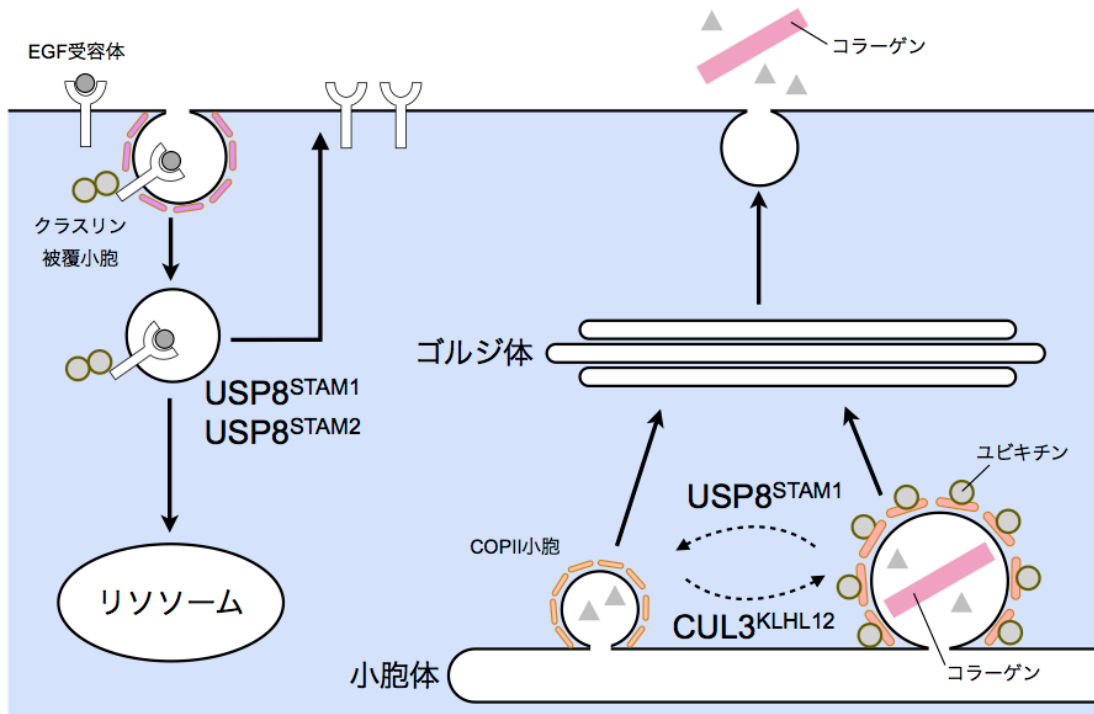 EGF受容体
コラーゲン
クラスリン
被覆小胞
USP8STAM1
USP8STAM2
ゴルジ体
ユビキチン
USP8STAM1
COPII小胞
リソソーム
CUL3KLHL12
小胞体
コラーゲン